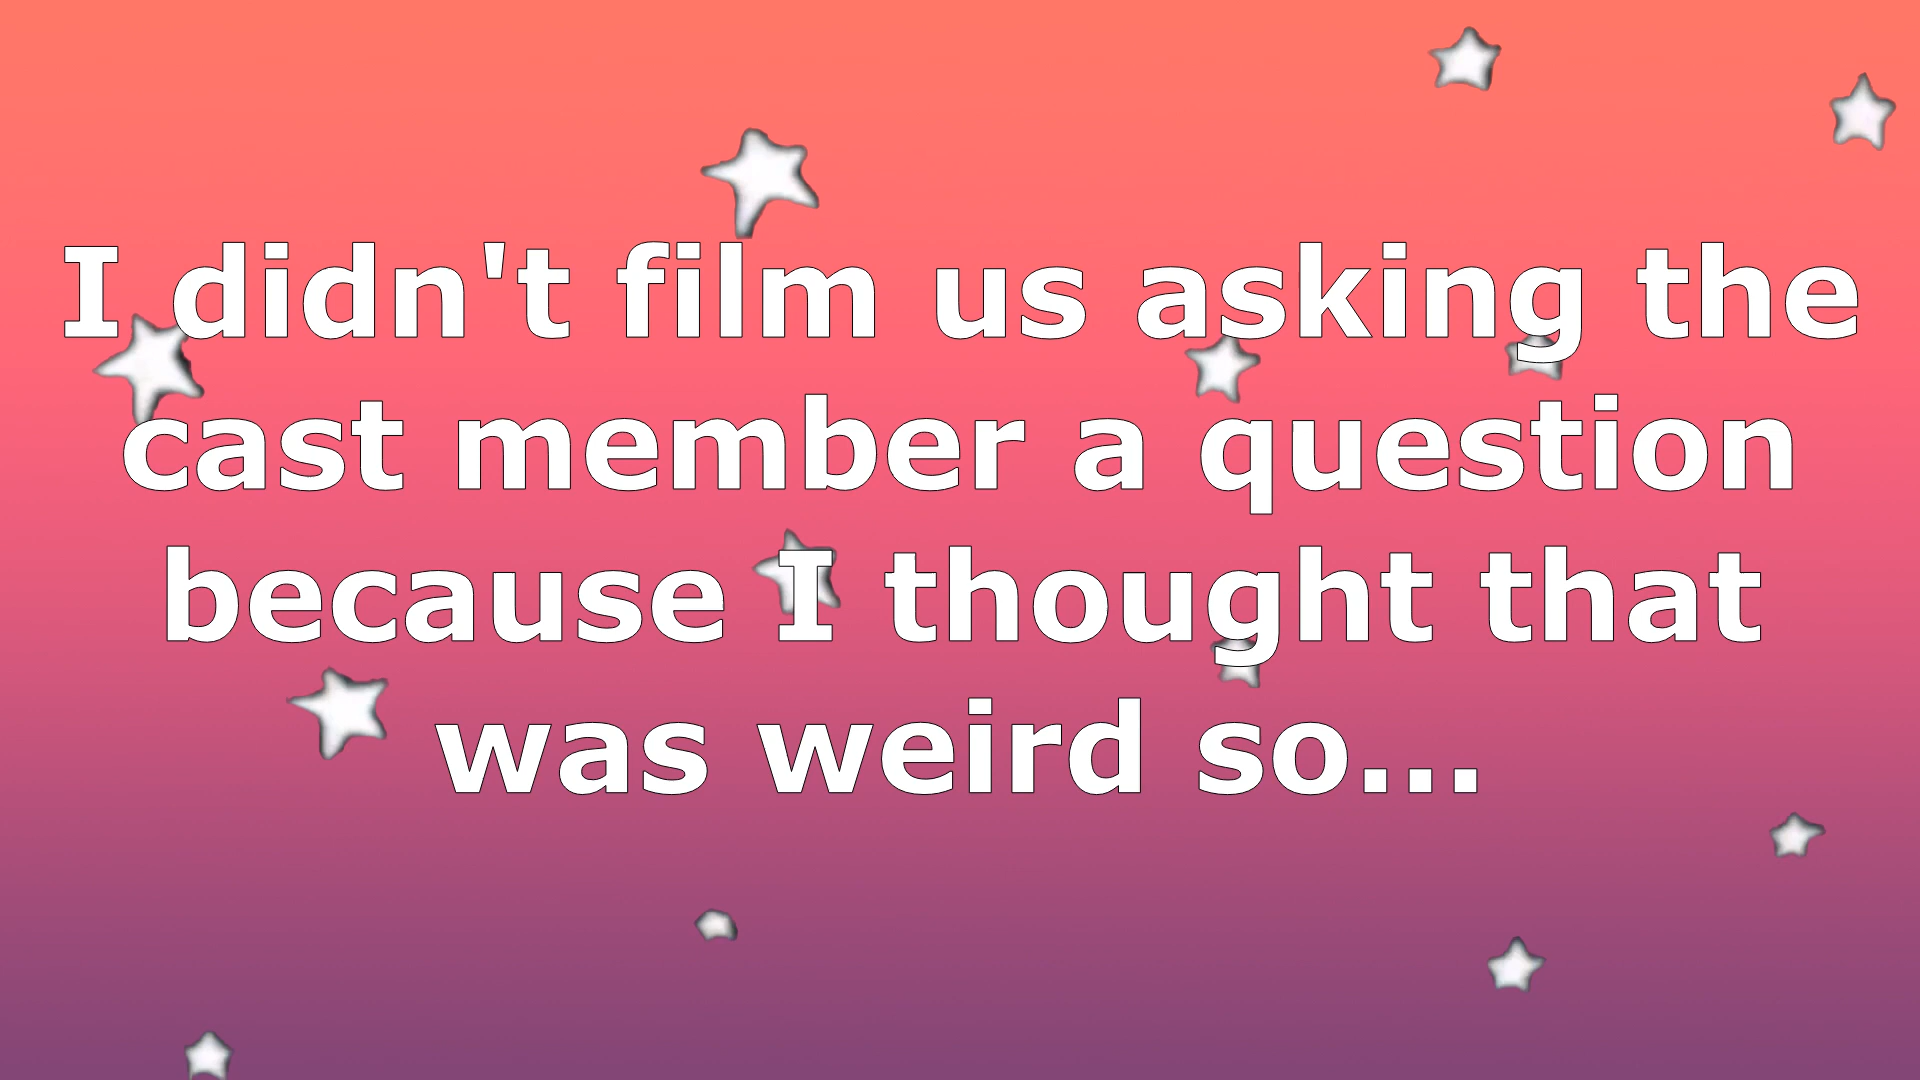 I didn't film us asking the
cast member a question
because I thought that
was weird so...